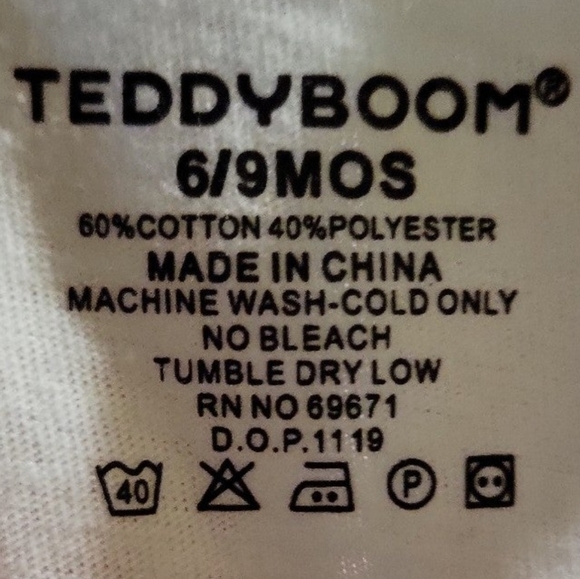 TEDDYBOOM®
6/9MOS
60%COTTON 40%POLYESTER
MADE IN CHINA
MACHINE WASH-COLD ONLY
NO BLEACH
TUMBLE DRY LOW
RN NO 69671
D.O.P.1119
40 P